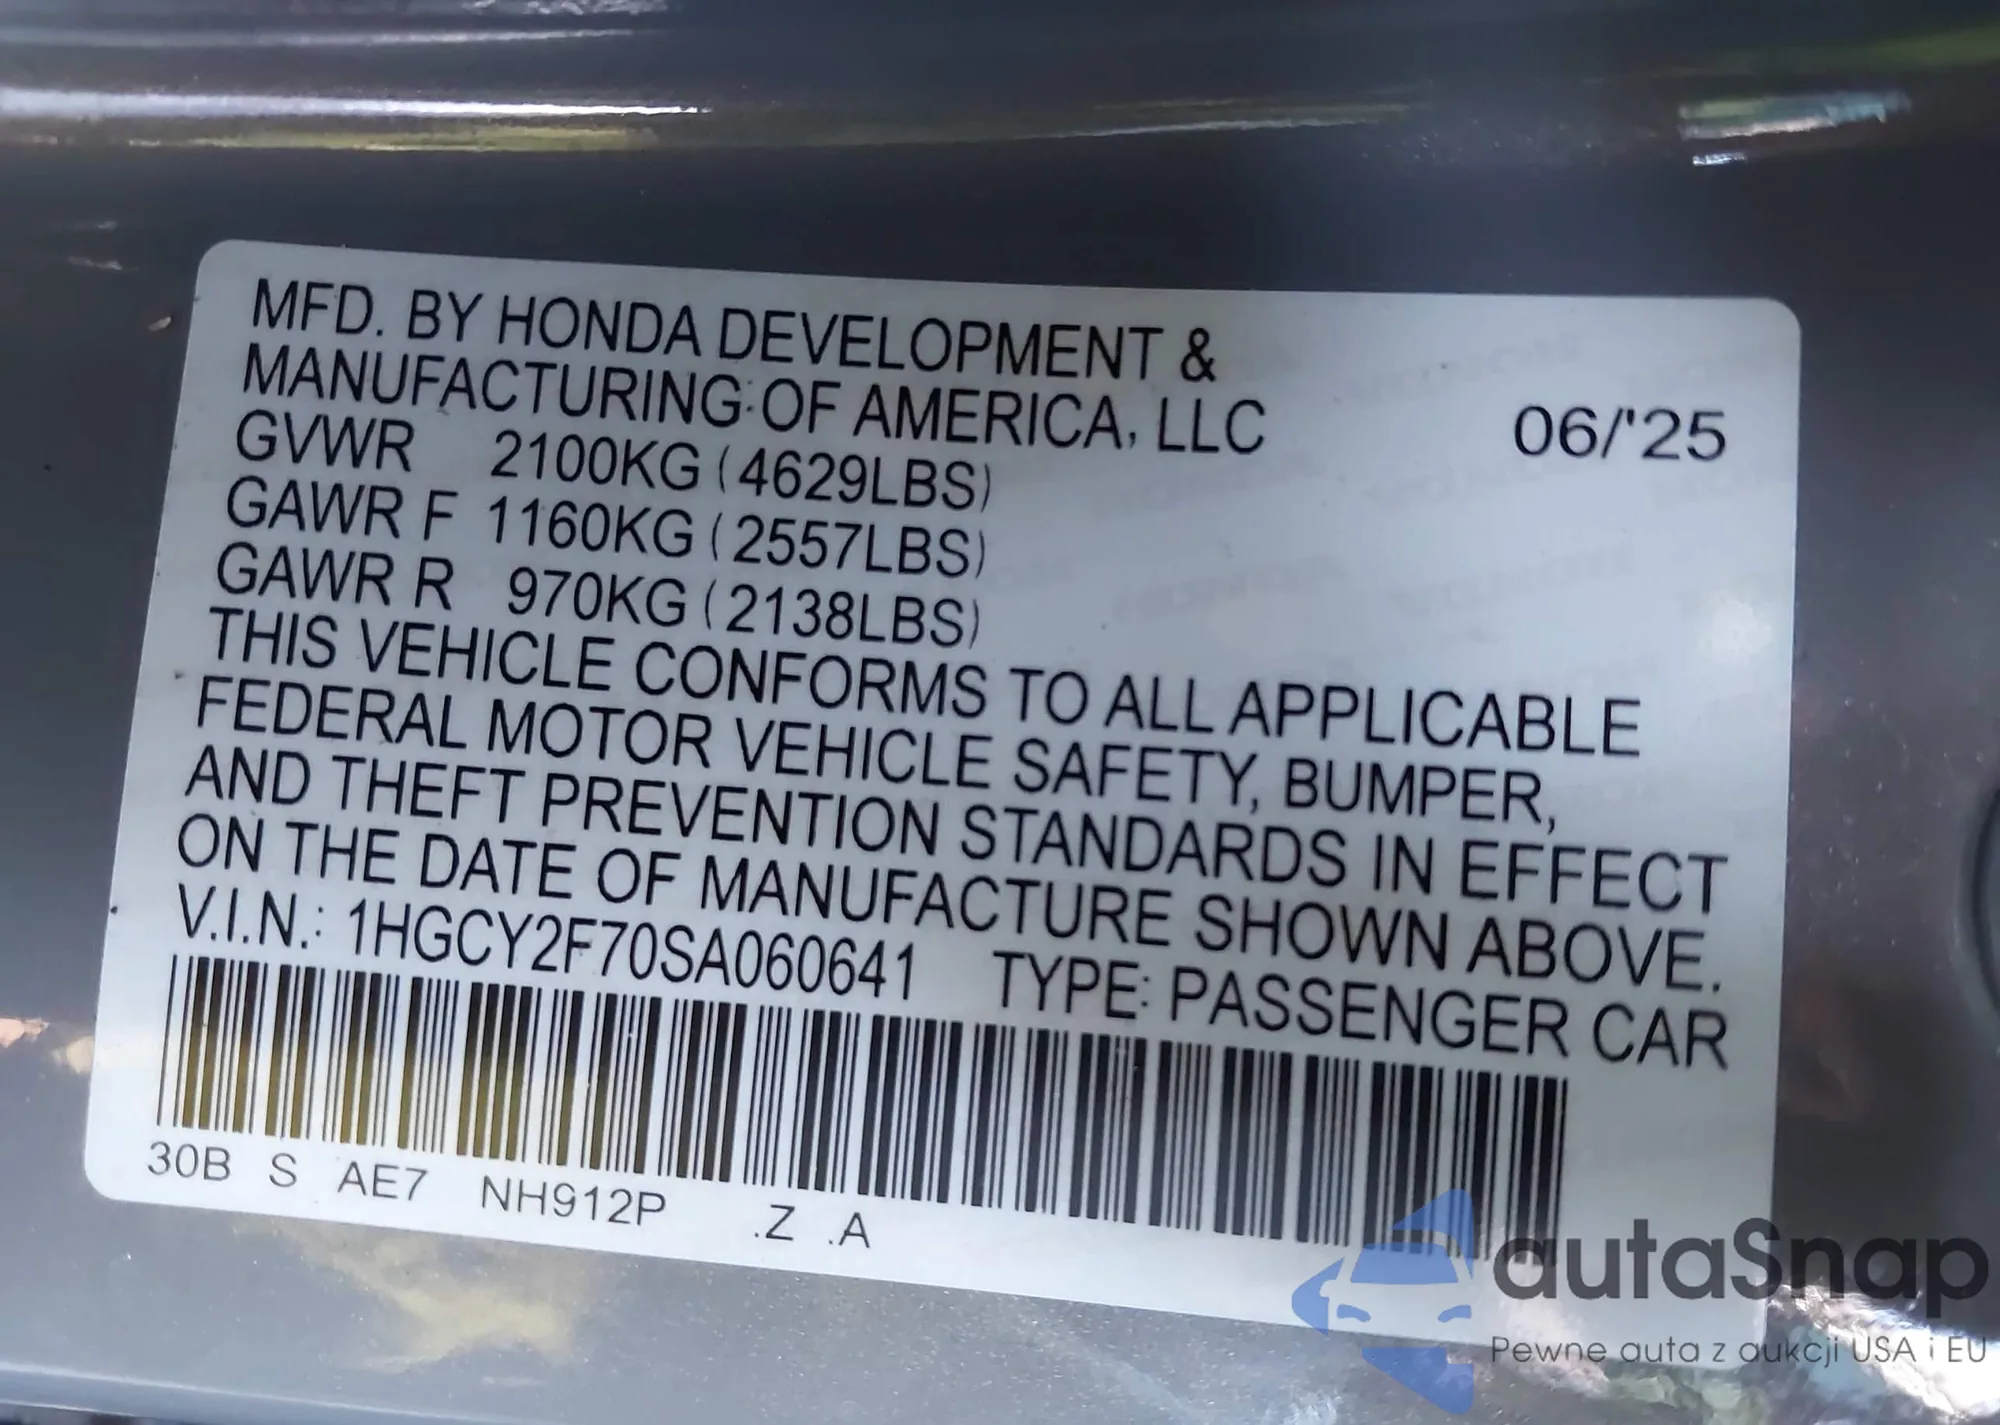 MFD. BY HONDA DEVELOPMENT &
MANUFACTURING OF AMERICA, LLC
06/'25
GVWR 2100KG (4629LBS)
GAWR F 1160KG (2557LBS)
GAWR R 970KG (2138LBS)
THIS VEHICLE CONFORMS TO ALL APPLICABLE
FEDERAL MOTOR VEHICLE SAFETY, BUMPER,
AND THEFT PREVENTION STANDARDS IN EFFECT
ON THE DATE OF MANUFACTURE SHOWN ABOVE.
V.I.N.: 1HGCY2F70SA060641 TYPE: PASSENGER CAR
30B S AE7 NH912P .Z .A
autaSnap
Pewne auta z aukcji USA i EU